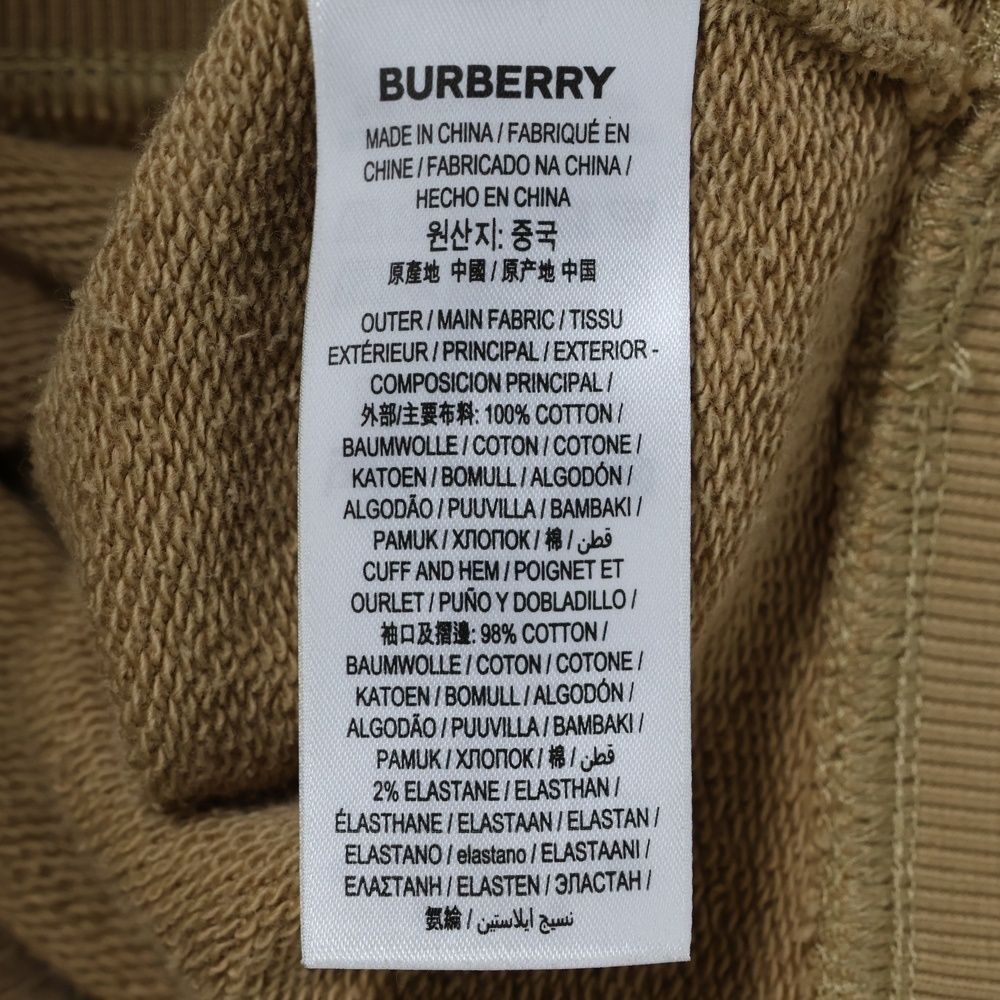 BURBERRY
MADE IN CHINA / FABRIQUÉ EN
CHINE / FABRICADO NA CHINA /
HECHO EN CHINA
원산지: 중국
原產地 中國 / 原产地 中国
OUTER / MAIN FABRIC / TISSU
EXTÉRIEUR / PRINCIPAL / EXTERIOR -
COMPOSICION PRINCIPAL /
外部/主要布料: 100% COTTON /
BAUMWOLLE / COTON / COTONE /
KATOEN / BOMULL / ALGODÓN /
ALGODÃO / PUUVILLA / BAMBAKI /
PAMUK / ХЛОПОК / 棉 / قطن
CUFF AND HEM / POIGNET ET
OURLET / PUÑO Y DOBLADILLO /
袖口及摺邊: 98% COTTON /
BAUMWOLLE / COTON / COTONE /
KATOEN / BOMULL / ALGODÓN /
ALGODÃO / PUUVILLA / BAMBAKI /
PAMUK / ХЛОПОК / 棉 / قطن
2% ELASTANE / ELASTHAN /
ÉLASTHANE / ELASTAAN / ELASTAN /
ELASTANO / elastano / ELASTAANI /
ΕΛΑΣΤΑΝΗ / ELASTEN / ЭЛАСТАН /
氨綸 / نسيج ايلاستين